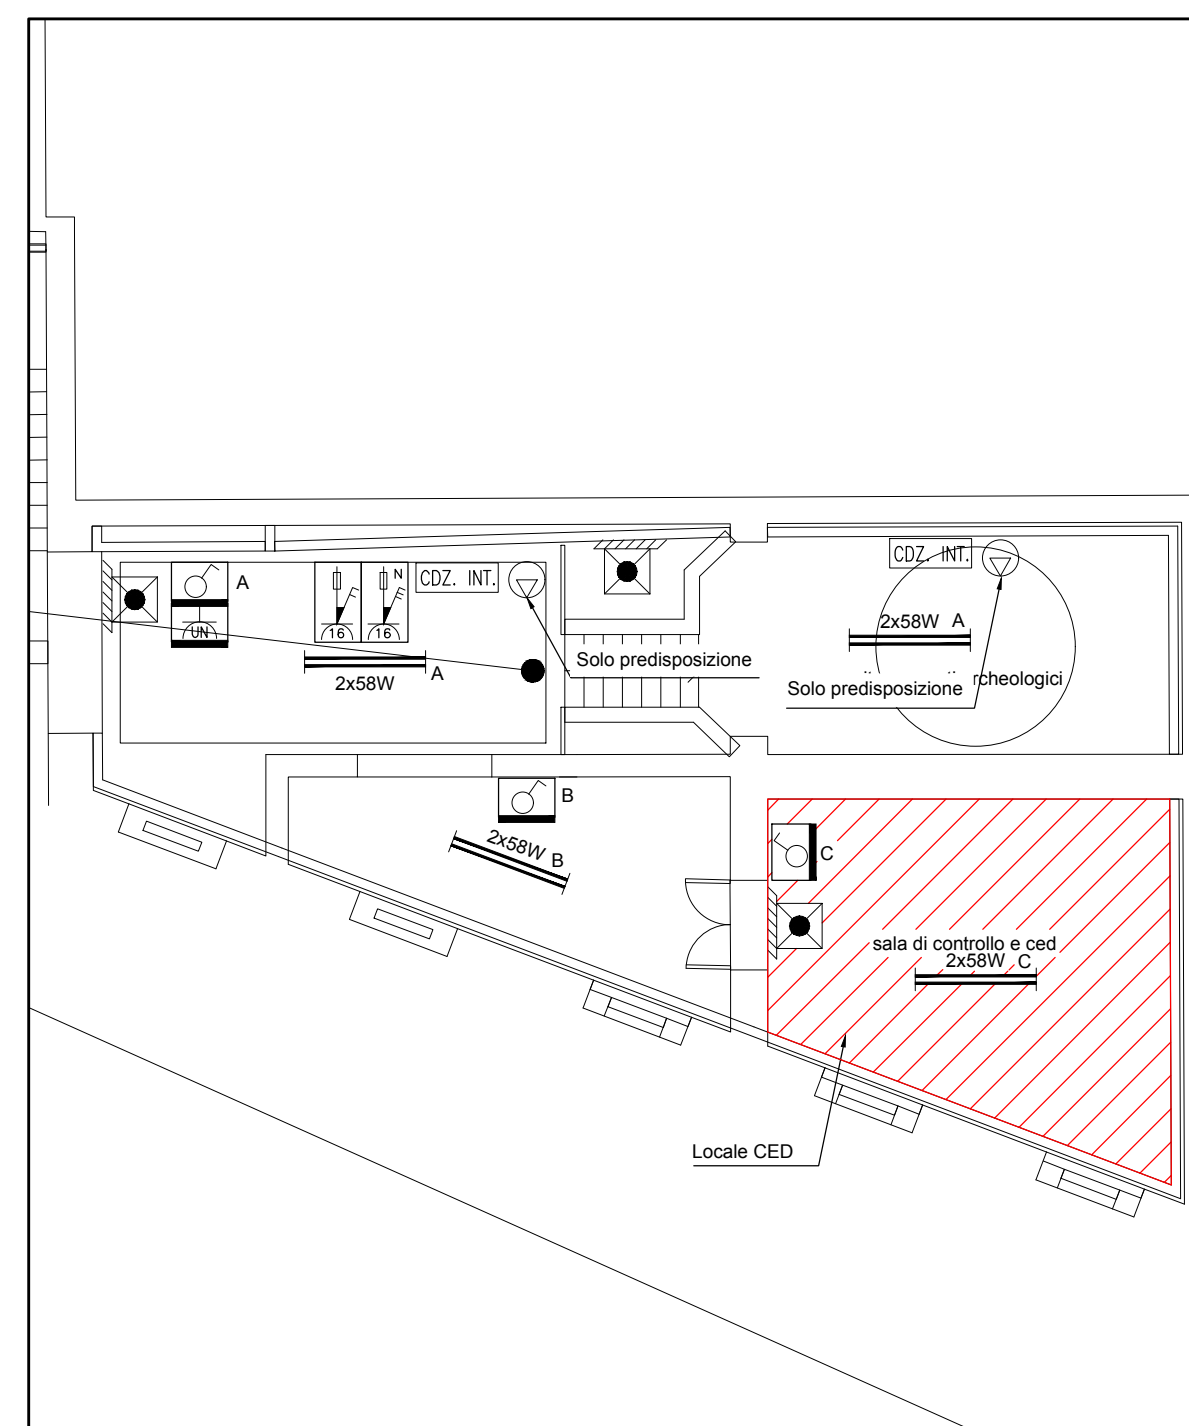 CDZ. INT.
A
N
CDZ. INT.
UN
16
16
2x58W A
Solo predisposizione
A
2x58W
Solo predisposizione
B
2x58W B
C
sala di controllo e ced
2x58W C
Locale CED